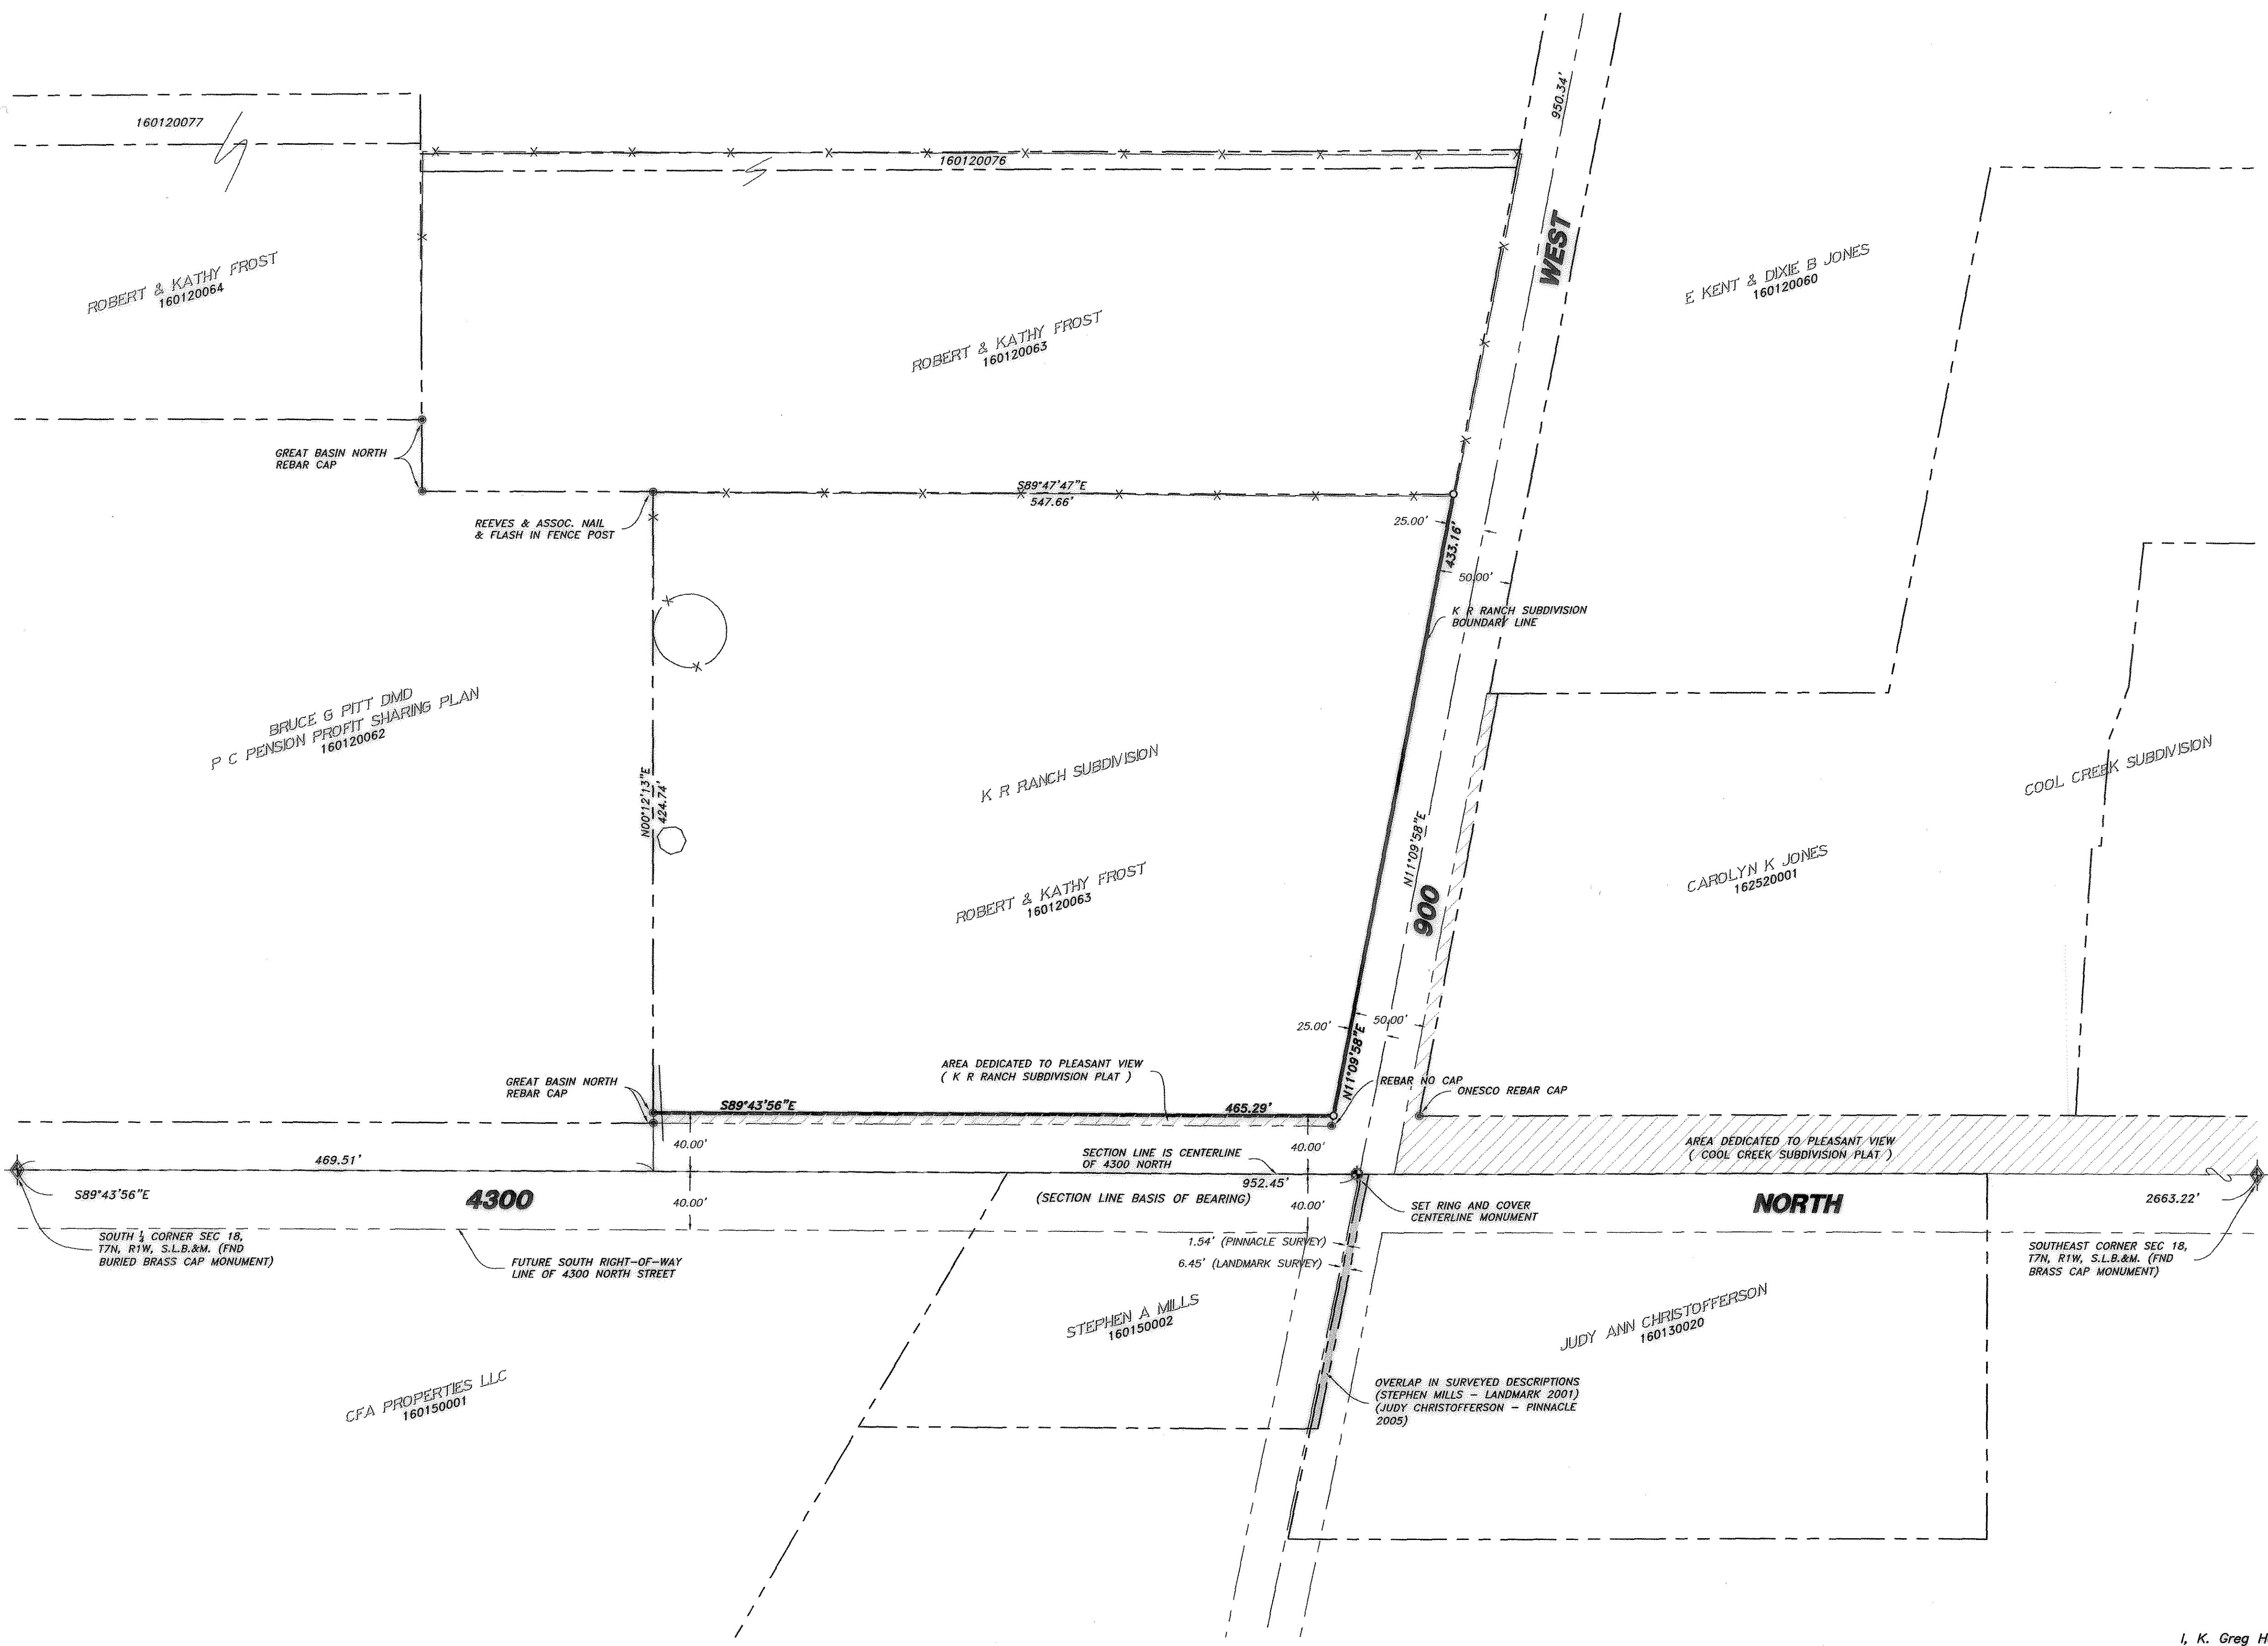 950.34'
160120077
160120076
WEST
ROBERT & KATHY FROST
160120064
E KENT & DIXIE B JONES
160120060
ROBERT & KATHY FROST
160120063
GREAT BASIN NORTH
REBAR CAP
S89°47'47"E
547.66'
REEVES & ASSOC. NAIL
& FLASH IN FENCE POST
25.00'
433.16'
50.00'
K R RANCH SUBDIVISION
BOUNDARY LINE
BRUCE G PITT DMD
P C PENSION PROFIT SHARING PLAN
160120062
N00°12'13"E
424.74'
K R RANCH SUBDIVISION
COOL CREEK SUBDIVISION
N11°09'58"E
900
CAROLYN K JONES
162520001
ROBERT & KATHY FROST
160120063
25.00'
50.00'
N11°09'58"E
GREAT BASIN NORTH
REBAR CAP
AREA DEDICATED TO PLEASANT VIEW
( K R RANCH SUBDIVISION PLAT )
REBAR NO CAP
ONESCO REBAR CAP
S89°43'56"E
465.29'
40.00'
40.00'
AREA DEDICATED TO PLEASANT VIEW
( COOL CREEK SUBDIVISION PLAT )
469.51'
SECTION LINE IS CENTERLINE
OF 4300 NORTH
952.45'
S89°43'56"E
4300
40.00'
(SECTION LINE BASIS OF BEARING)
40.00'
SET RING AND COVER
CENTERLINE MONUMENT
NORTH
2663.22'
SOUTH ¼ CORNER SEC 18,
T7N, R1W, S.L.B.&M. (FND
BURIED BRASS CAP MONUMENT)
FUTURE SOUTH RIGHT-OF-WAY
LINE OF 4300 NORTH STREET
1.54' (PINNACLE SURVEY)
6.45' (LANDMARK SURVEY)
SOUTHEAST CORNER SEC 18,
T7N, R1W, S.L.B.&M. (FND
BRASS CAP MONUMENT)
STEPHEN A MILLS
160150002
JUDY ANN CHRISTOFFERSON
160130020
CFA PROPERTIES LLC
160150001
OVERLAP IN SURVEYED DESCRIPTIONS
(STEPHEN MILLS - LANDMARK 2001)
(JUDY CHRISTOFFERSON - PINNACLE
2005)
I, K. Greg H